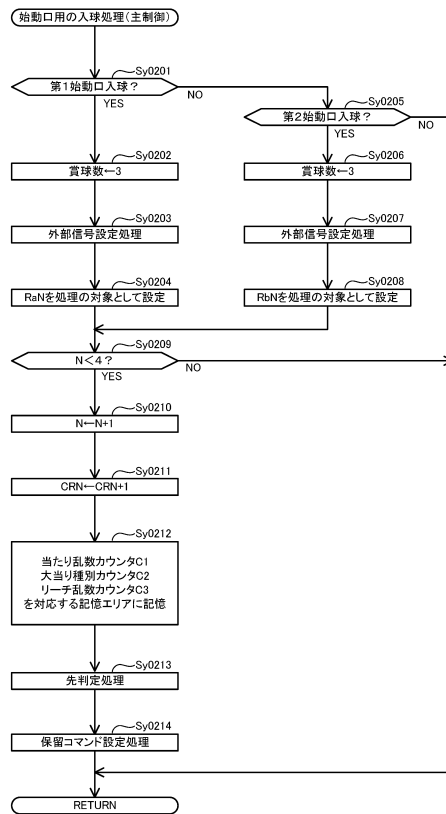 始動口用の入球処理(主制御)
Sy0201
第1始動口入球？
NO
YES
Sy0205
第2始動口入球？
NO
YES
Sy0202
賞球数←3
Sy0206
賞球数←3
Sy0203
外部信号設定処理
Sy0207
外部信号設定処理
Sy0204
RaNを処理の対象として設定
Sy0208
RbNを処理の対象として設定
Sy0209
N＜4？
NO
YES
Sy0210
N←N+1
Sy0211
CRN←CRN+1
Sy0212
当たり乱数カウンタC1
大当り種別カウンタC2
リーチ乱数カウンタC3
を対応する記憶エリアに記憶
Sy0213
先判定処理
Sy0214
保留コマンド設定処理
RETURN